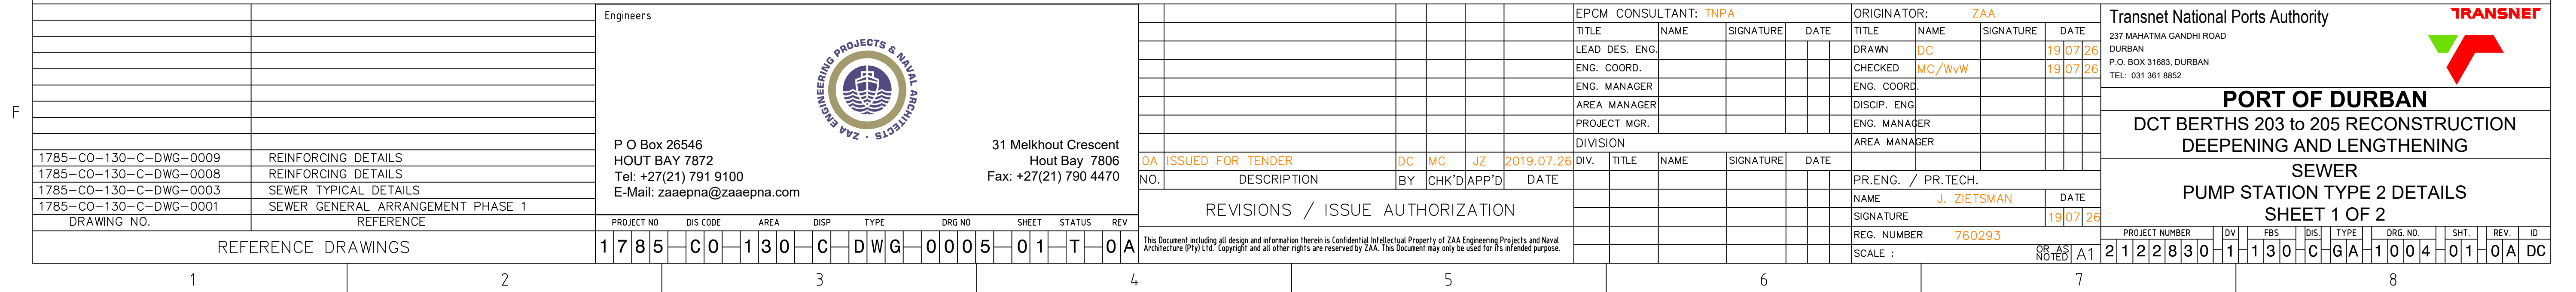 F
1785-CO-130-C-DWG-0009 REINFORCING DETAILS
1785-CO-130-C-DWG-0008 REINFORCING DETAILS
1785-CO-130-C-DWG-0003 SEWER TYPICAL DETAILS
1785-CO-130-C-DWG-0001 SEWER GENERAL ARRANGEMENT PHASE 1
DRAWING NO. REFERENCE
REFERENCE DRAWINGS
Engineers
ZAA ENGINEERING PROJECTS & NAVAL ARCHITECTS
P O Box 26546
HOUT BAY 7872
Tel: +27(21) 791 9100
E-Mail: zaaepna@zaaepna.com
31 Melkhout Crescent
Hout Bay 7806
Fax: +27(21) 790 4470
PROJECT NO DIS CODE AREA DISP TYPE DRG NO SHEET STATUS REV
1785-CO-130-C-DWG-0005-01-T-0A
0A ISSUED FOR TENDER DC MC JZ 2019.07.26
NO. DESCRIPTION BY CHK'D APP'D DATE
REVISIONS / ISSUE AUTHORIZATION
This Document including all design and information therein is Confidential Intellectual Property of ZAA Engineering Projects and Naval
Architecture (Pty) Ltd. Copyright and all other rights are reserved by ZAA. This Document may only be used for its intended purpose.
EPCM CONSULTANT: TNPA
TITLE NAME SIGNATURE DATE
LEAD DES. ENG.
ENG. COORD.
ENG. MANAGER
AREA MANAGER
PROJECT MGR.
DIVISION
DIV. TITLE NAME SIGNATURE DATE
ORIGINATOR: ZAA
TITLE NAME SIGNATURE DATE
DRAWN DC 19 07 26
CHECKED MC/WvW 19 07 26
ENG. COORD.
DISCIP. ENG.
ENG. MANAGER
AREA MANAGER
PR.ENG. / PR.TECH.
NAME J. ZIETSMAN DATE
SIGNATURE 19 07 26
REG. NUMBER 760293
SCALE : OR AS NOTED A1
Transnet National Ports Authority
237 MAHATMA GANDHI ROAD
DURBAN
P.O. BOX 31683, DURBAN
TEL: 031 361 8852
TRANSNET
PORT OF DURBAN
DCT BERTHS 203 to 205 RECONSTRUCTION
DEEPENING AND LENGTHENING
SEWER
PUMP STATION TYPE 2 DETAILS
SHEET 1 OF 2
PROJECT NUMBER DV FBS DIS. TYPE DRG. NO. SHT. REV. ID
2122830-1-130-C-GA-1004-01-0A DC
1 2 3 4 5 6 7 8